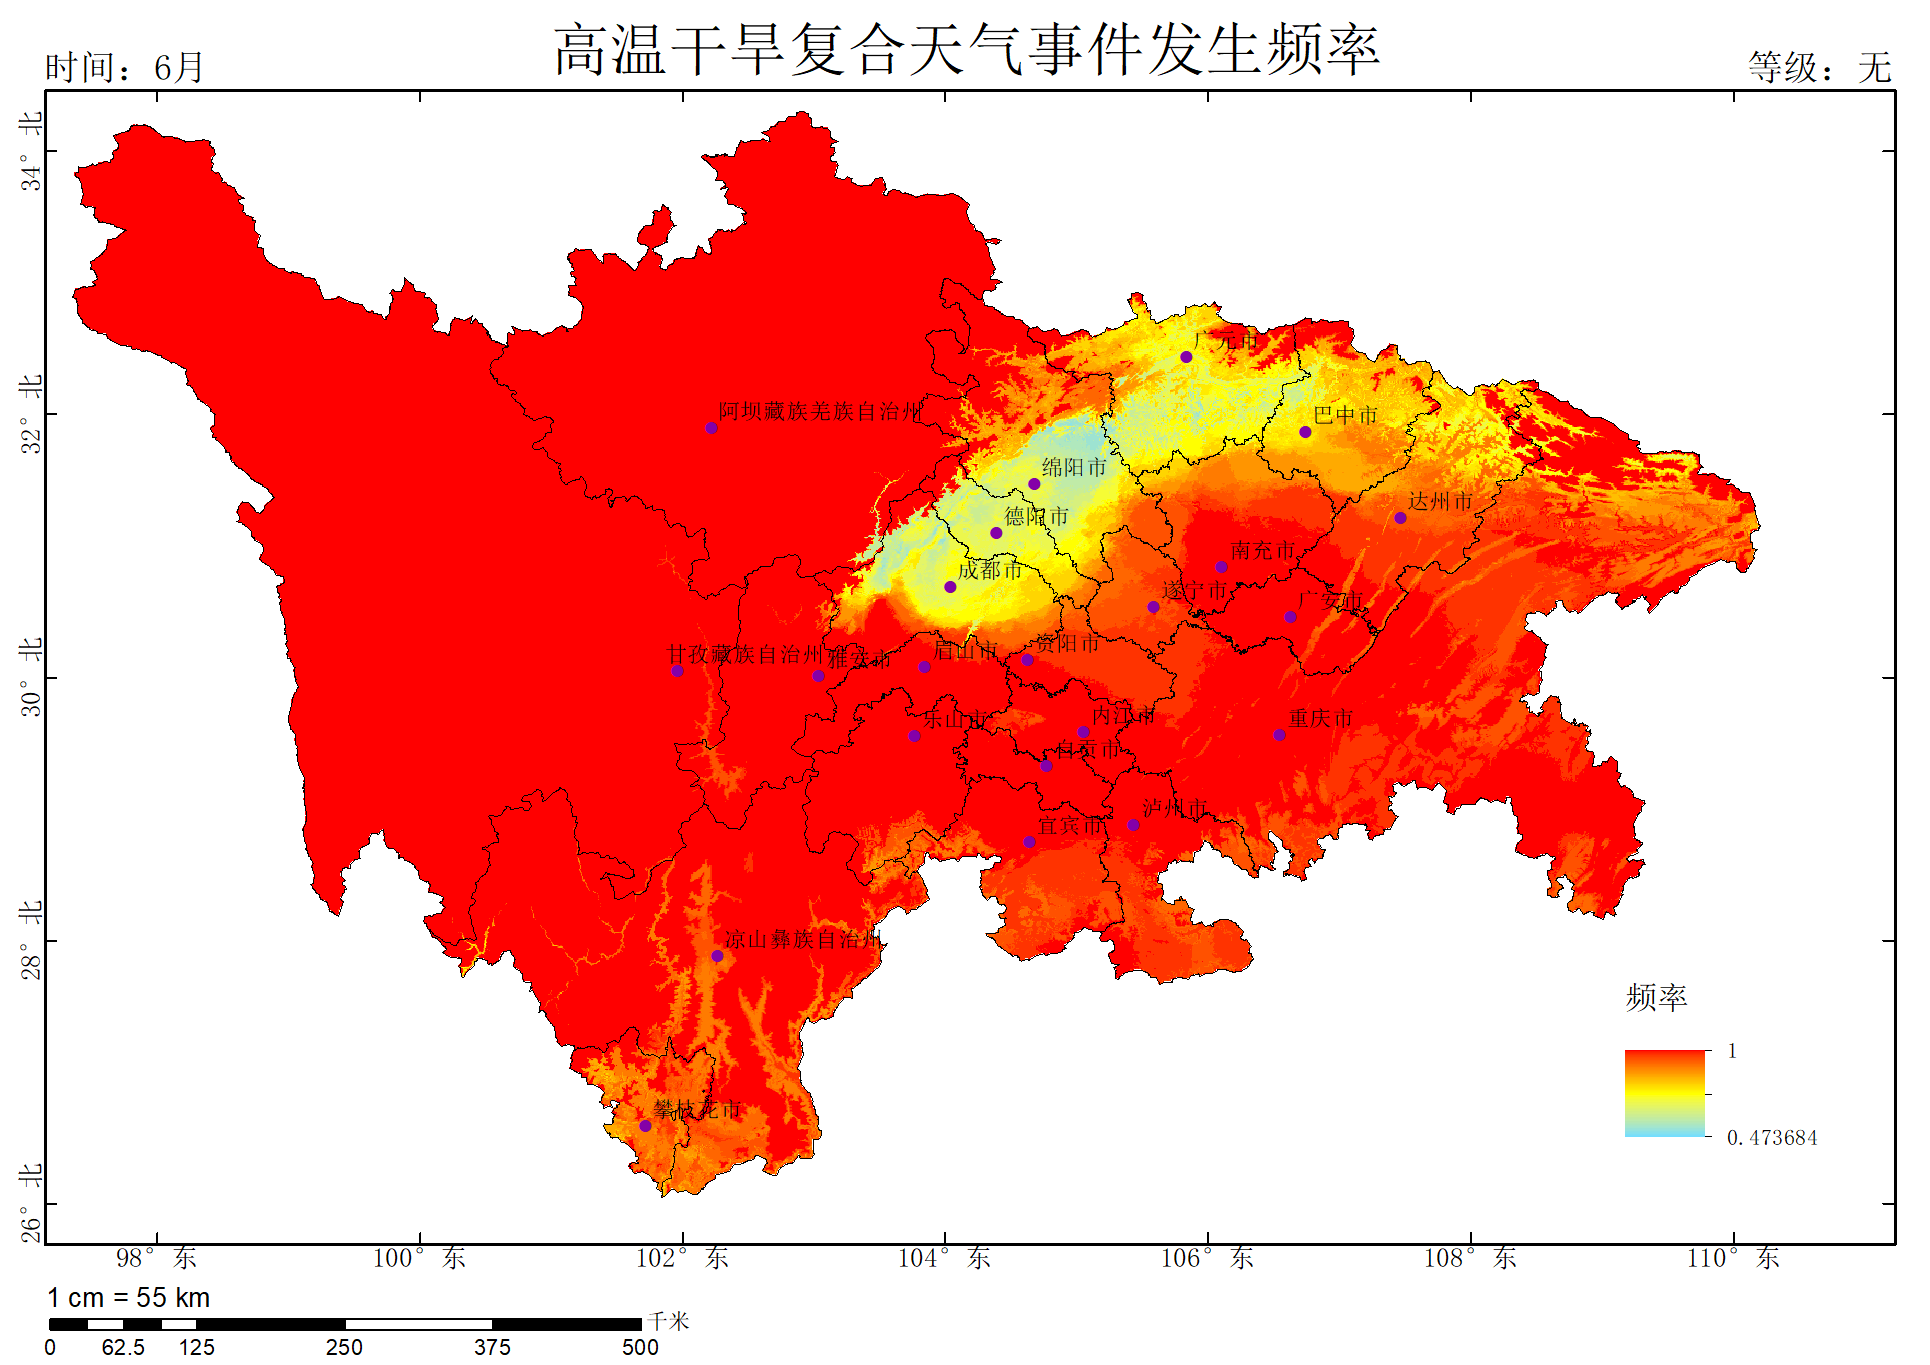 高温干旱复合天气事件发生频率
时间：6月
等级：无
34°北
32°北
30°北
28°北
26°北
广元市
阿坝藏族羌族自治州
巴中市
绵阳市
达州市
德阳市
南充市
成都市
遂宁市
广安市
资阳市
眉山市
甘孜藏族自治州
雅安市
内江市
乐山市
重庆市
自贡市
泸州市
宜宾市
凉山彝族自治州
攀枝花市
频率
1
0.473684
98°东
100°东
102°东
104°东
106°东
108°东
110°东
1 cm = 55 km
千米
0 62.5 125 250 375 500